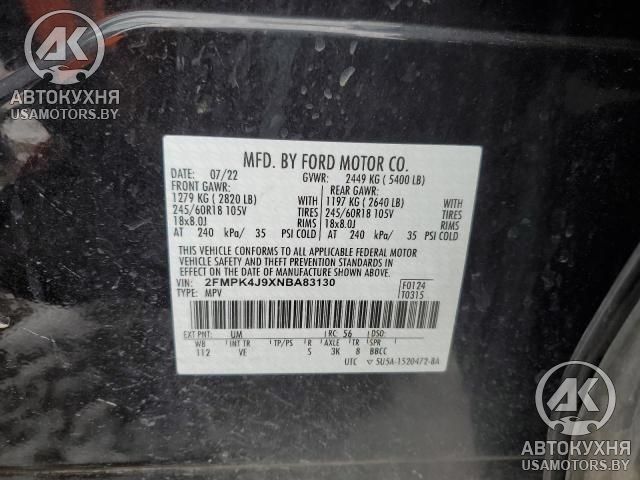 АК
АВТОКУХНЯ
USAMOTORS.BY
MFD. BY FORD MOTOR CO.
DATE: 07/22 GVWR: 2449 KG ( 5400 LB)
FRONT GAWR: REAR GAWR:
1279 KG ( 2820 LB) WITH 1197 KG ( 2640 LB) WITH
245/60R18 105V TIRES 245/60R18 105V TIRES
18x8.0J RIMS 18x8.0J RIMS
AT 240 kPa/ 35 PSI COLD AT 240 kPa/ 35 PSI COLD
THIS VEHICLE CONFORMS TO ALL APPLICABLE FEDERAL MOTOR
VEHICLE SAFETY AND THEFT PREVENTION STANDARDS IN
EFFECT ON THE DATE OF MANUFACTURE SHOWN ABOVE.
VIN: 2FMPK4J9XNBA83130 F0124
TYPE: MPV T0315
EXT PNT: UM RC: 56 DSO:
WB INT TR TP/PS R AXLE TR SPR
112 VE S 3K 8 BBCC
UTC ▽ 5U5A-1520472-BA
АК
АВТОКУХНЯ
USAMOTORS.BY